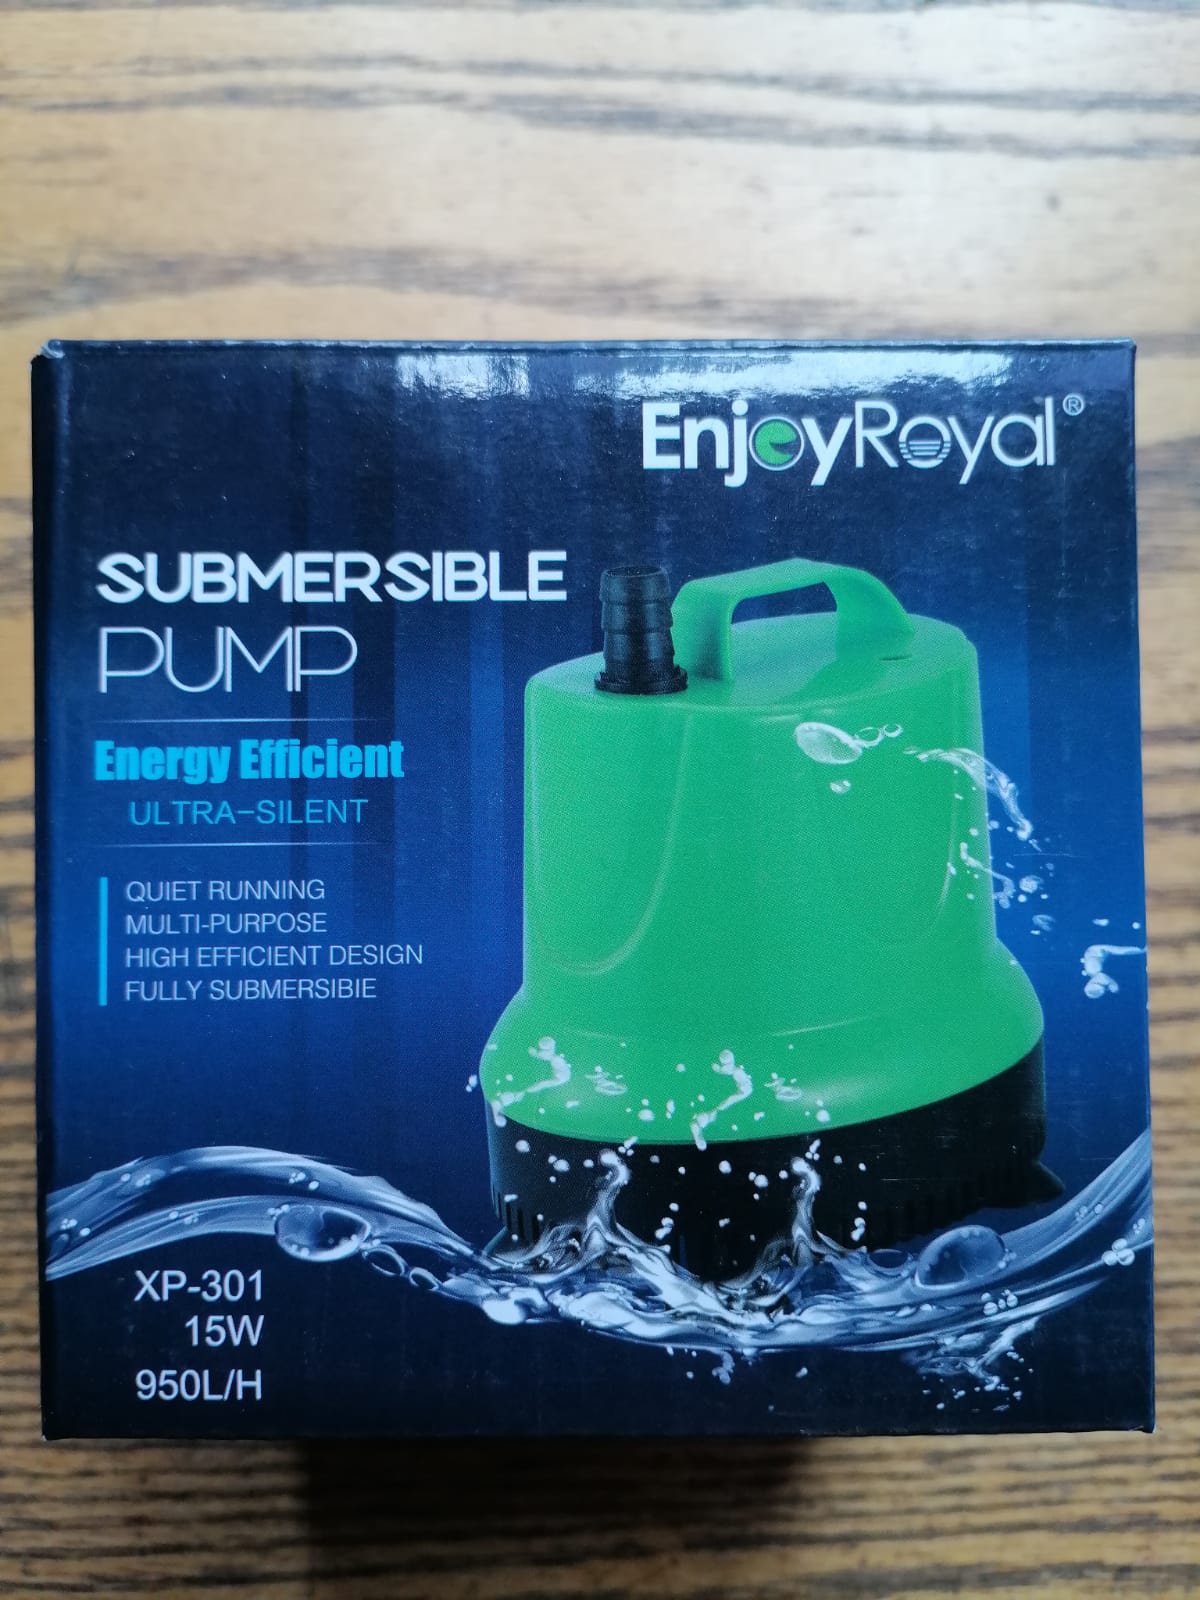 EnjoyRoyal®
SUBMERSIBLE
PUMP
Energy Efficient
ULTRA-SILENT
QUIET RUNNING
MULTI-PURPOSE
HIGH EFFICIENT DESIGN
FULLY SUBMERSIBIE
XP-301
15W
950L/H